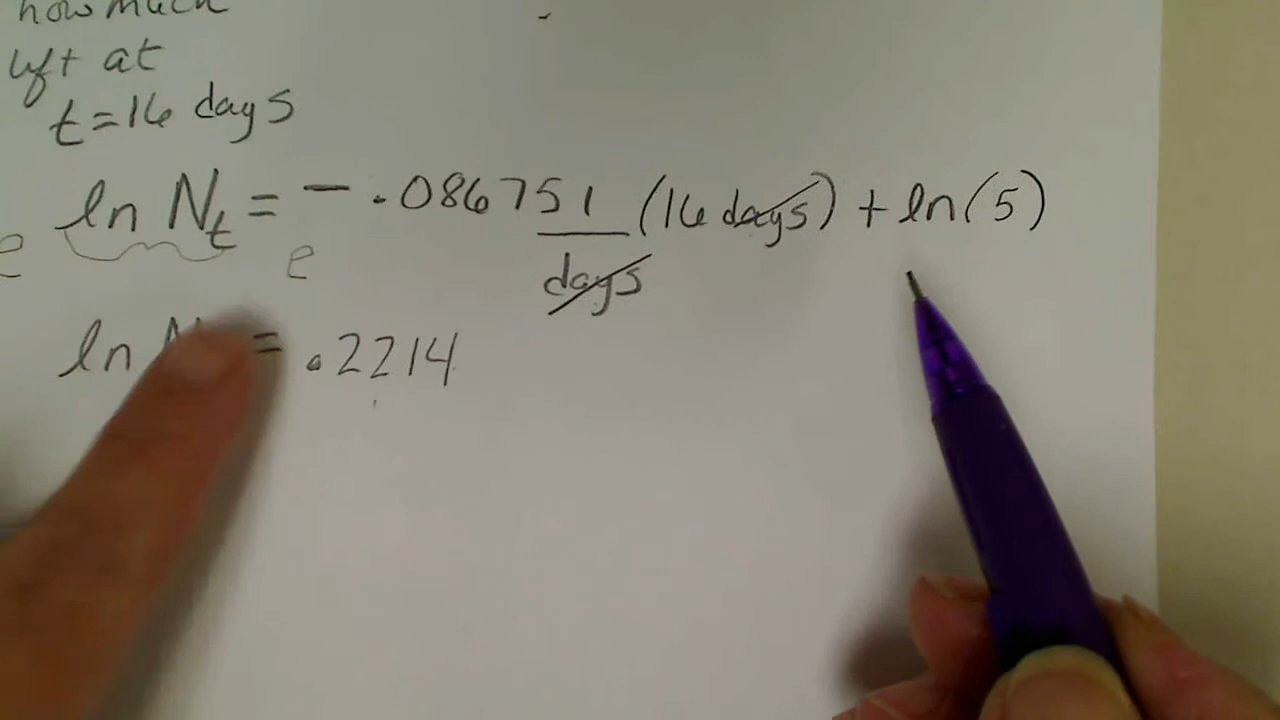 how much
left at
t=16 days
ln Nt = - .086751/days (16 days) + ln(5)
e e
ln N = .2214